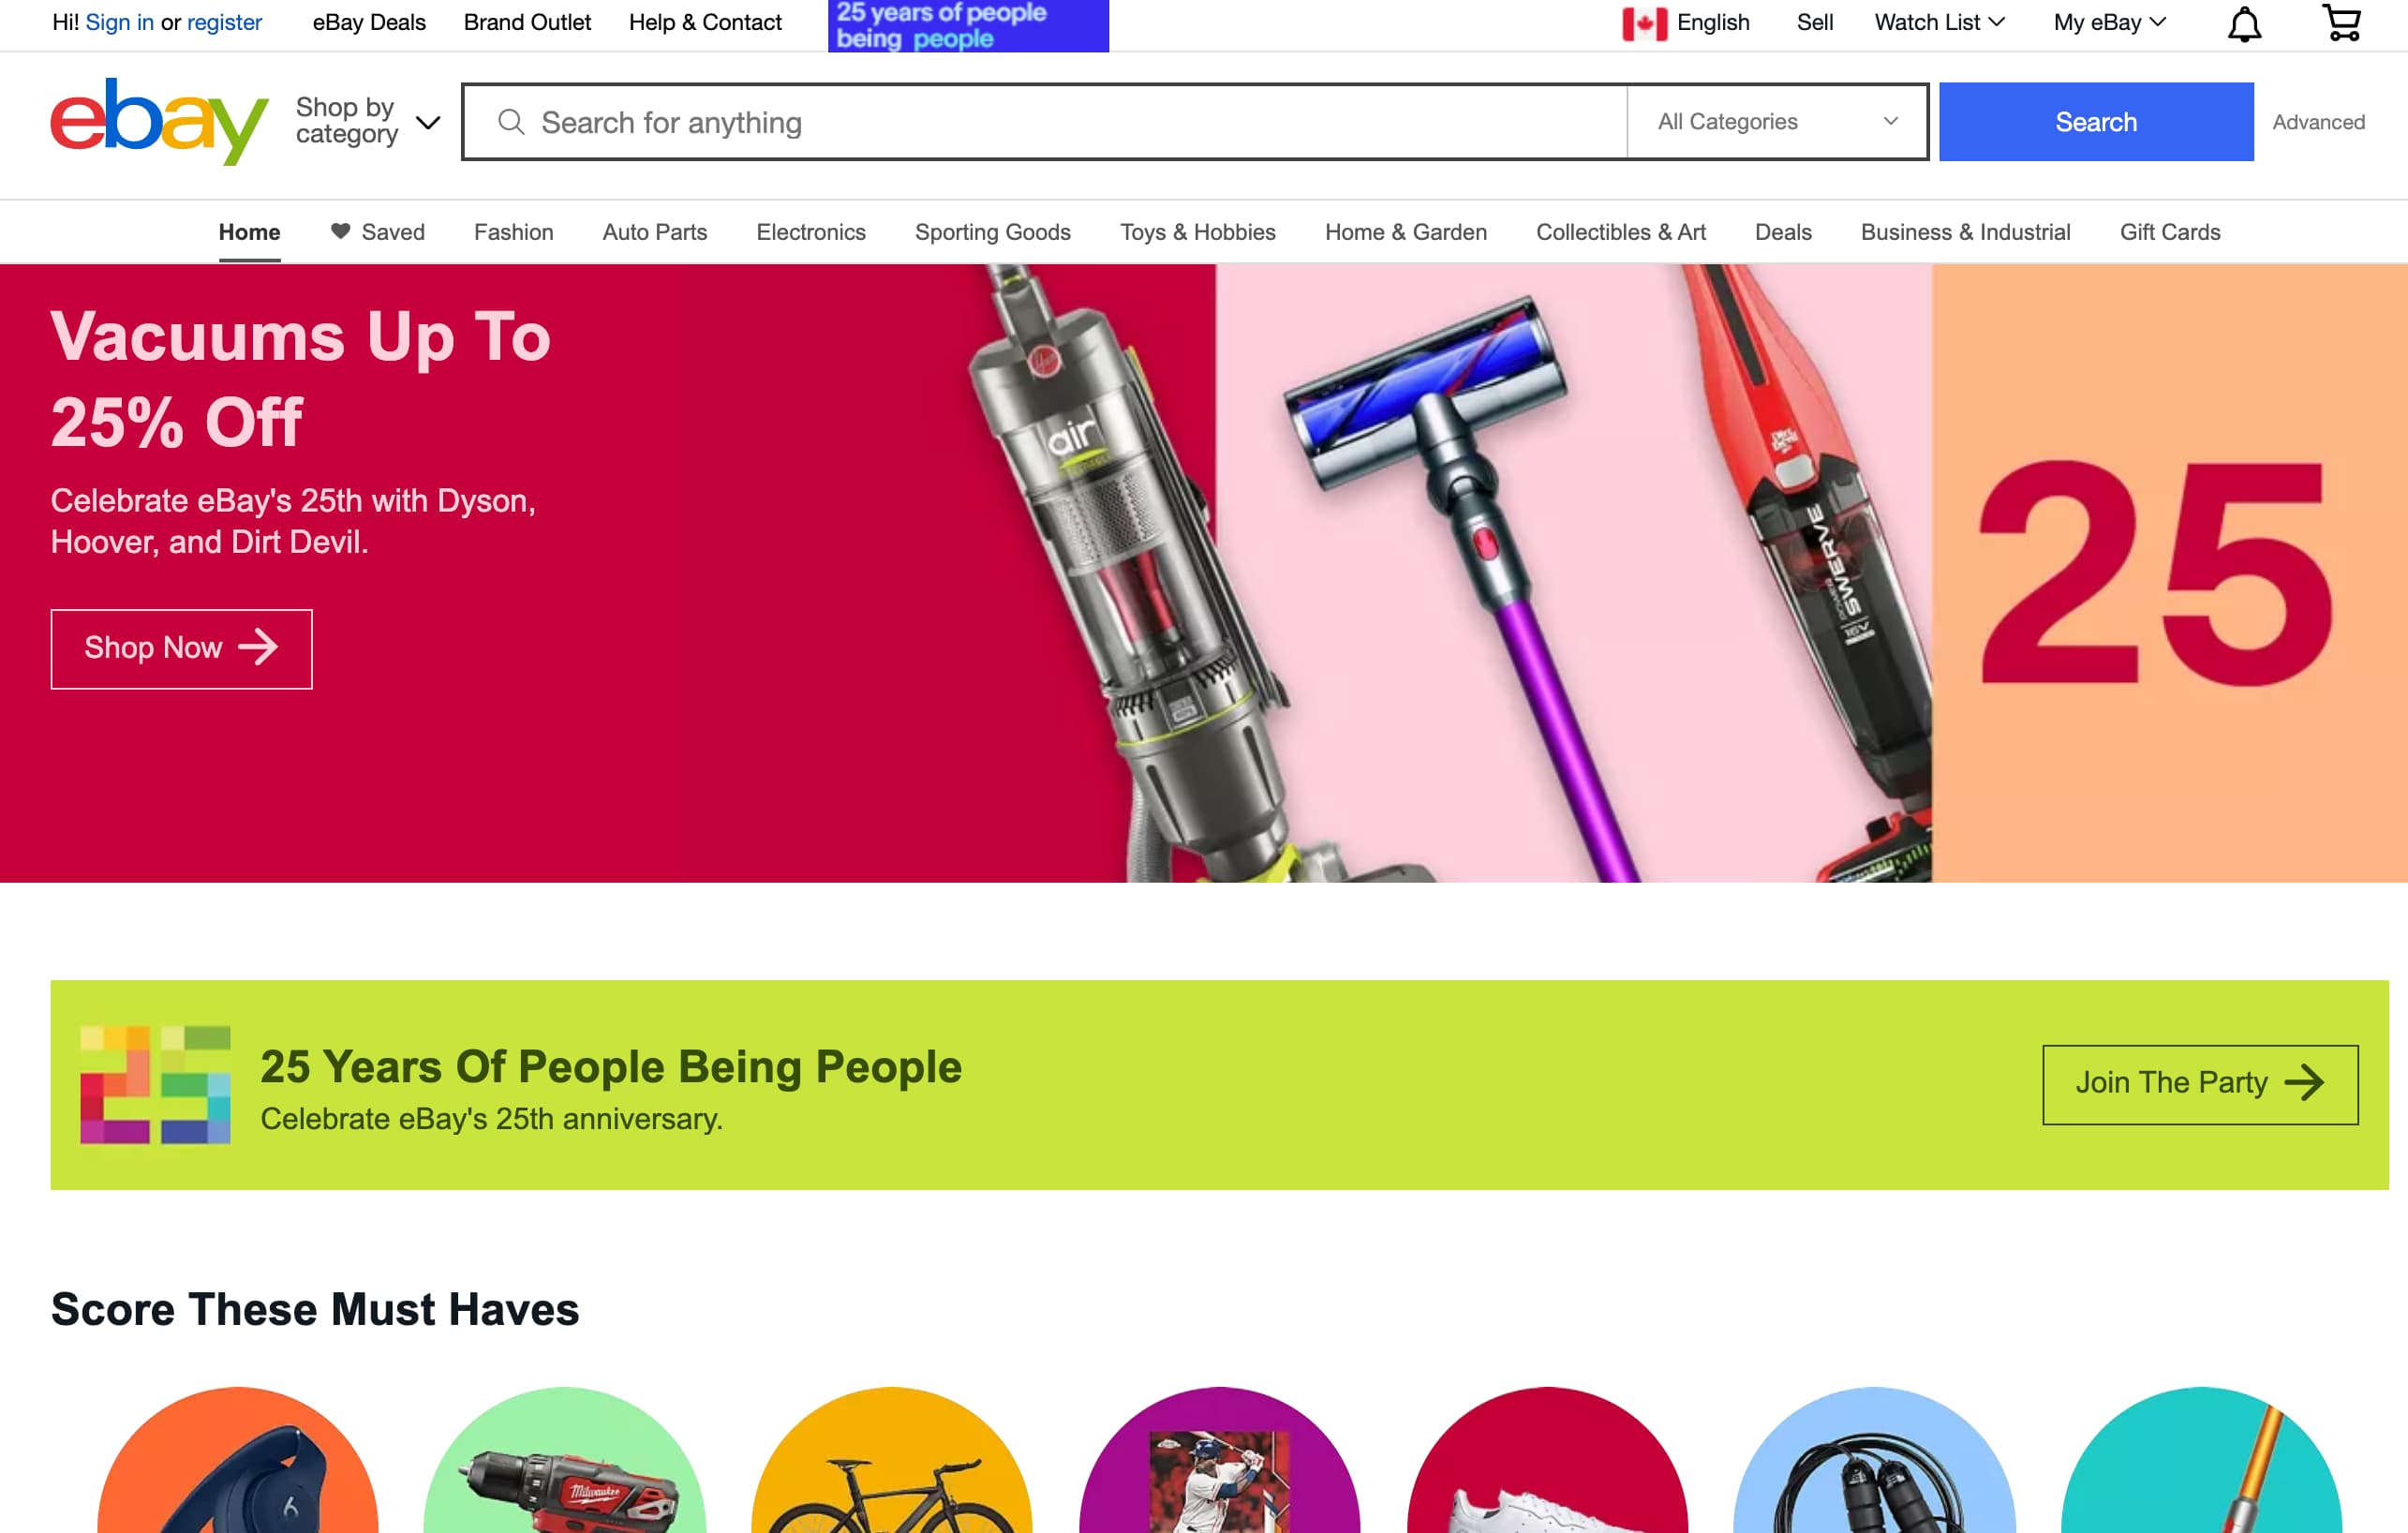 Hi! Sign in or register
eBay Deals
Brand Outlet
Help & Contact
25 years of people
being people
English
Sell
Watch List
My eBay
ebay
Shop by
category
Search for anything
All Categories
Search
Advanced
Home
Saved
Fashion
Auto Parts
Electronics
Sporting Goods
Toys & Hobbies
Home & Garden
Collectibles & Art
Deals
Business & Industrial
Gift Cards
Vacuums Up To
25% Off
Celebrate eBay's 25th with Dyson,
Hoover, and Dirt Devil.
Shop Now
air
SWERVE
16V
25
25
25 Years Of People Being People
Celebrate eBay's 25th anniversary.
Join The Party
Score These Must Haves
Milwaukee